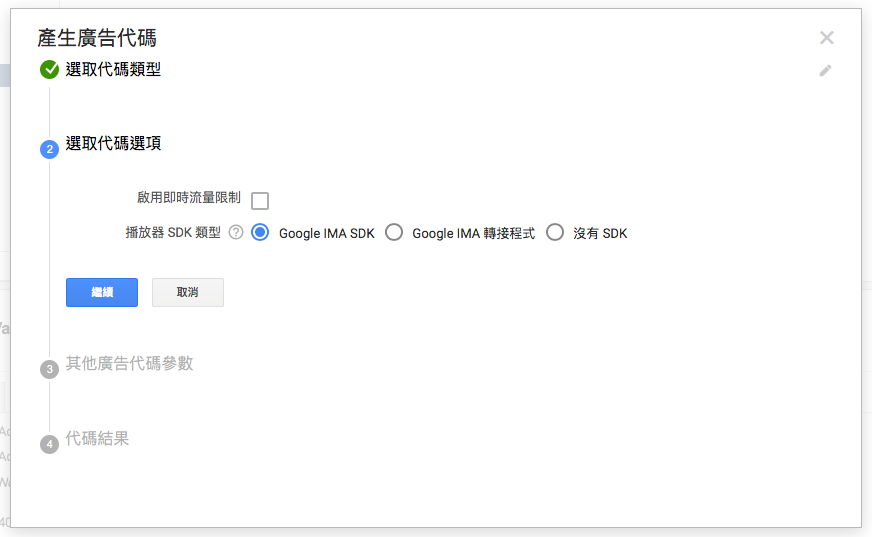 產生廣告代碼
選取代碼類型
2 選取代碼選項
啟用即時流量限制
播放器 SDK 類型 ? Google IMA SDK Google IMA 轉接程式 沒有 SDK
繼續 取消
3 其他廣告代碼參數
4 代碼結果